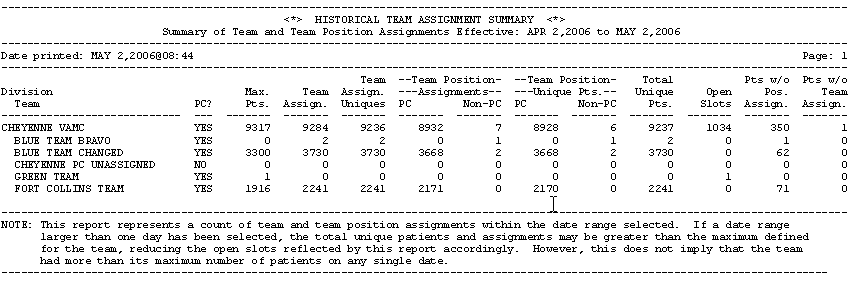 <*>  HISTORICAL TEAM ASSIGNMENT SUMMARY  <*>
Summary of Team and Team Position Assignments Effective: APR 2,2006 to MAY 2,2006
Date printed: MAY 2,2006@08:44                    Page: 1
Team  --Team Position-  --Team Position-  Total  Pts w/o  Pts w/o
Division  Max.  Team  Assign.  ---Assignments--  ---Unique Pts.--  Unique  Open  Pos.  Team
Team  PC?  Pts.  Assign.  Uniques  PC  Non-PC  PC  Non-PC  Pts.  Slots  Assign.  Assign.
CHEYENNE VAMC  YES  9317  9284  9236  8932  7  8928  6  9237  1034  350  1
BLUE TEAM BRAVO  YES  0  2  2  0  1  0  1  2  0  1  0
BLUE TEAM CHANGED  YES  3300  3730  3730  3668  2  3668  2  3730  0  62  0
CHEYENNE PC UNASSIGNED  NO  0  0  0  0  0  0  0  0  0  0  0
GREEN TEAM  YES  1  0  0  0  0  0  0  0  1  0  0
FORT COLLINS TEAM  YES  1916  2241  2241  2171  0  2170  0  2241  0  71  0
NOTE: This report represents a count of team and team position assignments within the date range selected.  If a date range
larger than one day has been selected, the total unique patients and assignments may be greater than the maximum defined
for the team, reducing the open slots reflected by this report accordingly.  However, this does not imply that the team
had more than its maximum number of patients on any single date.